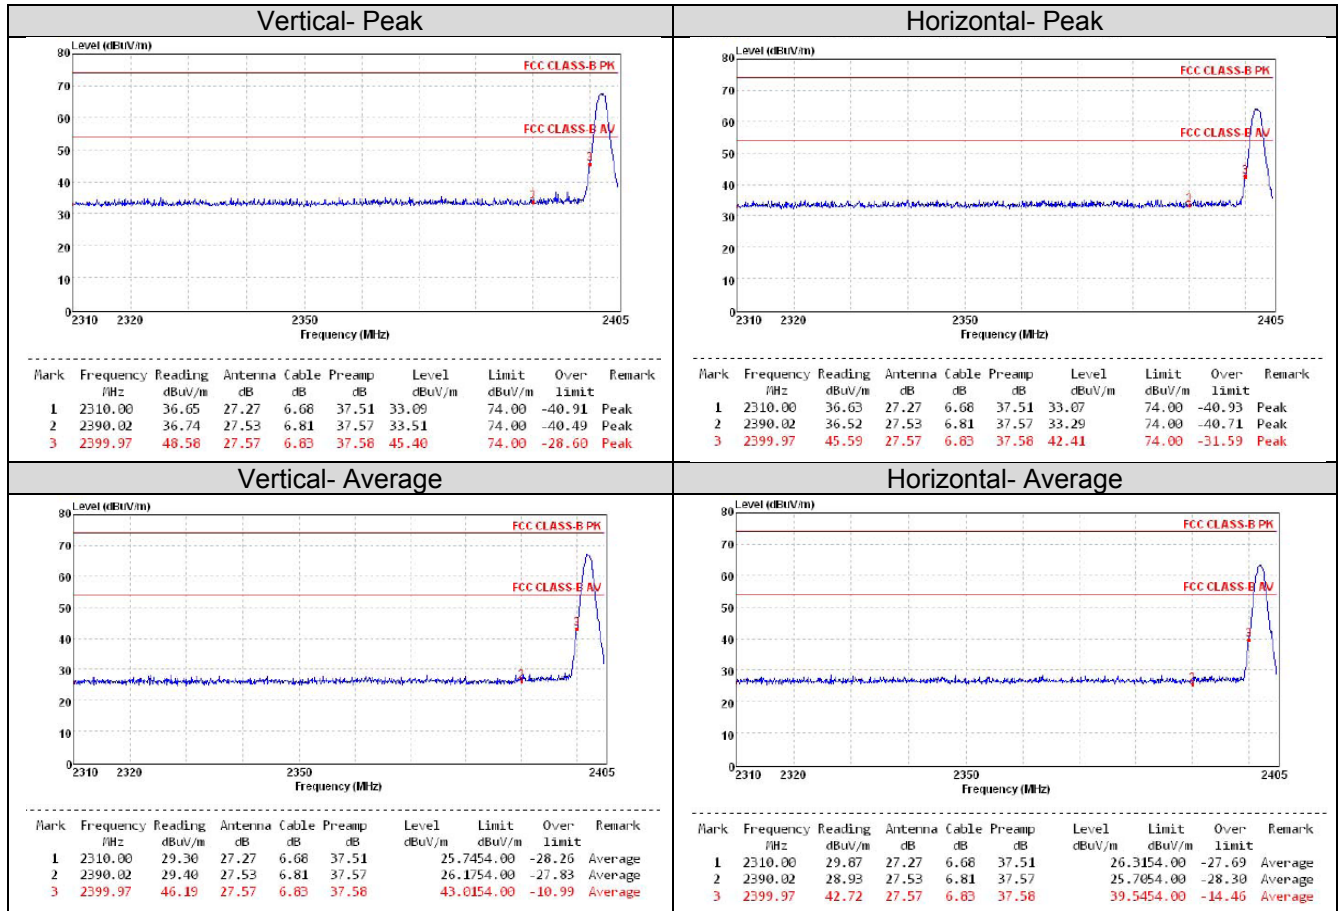 Vertical- Peak
Level (dBuV/m)
80
FCC CLASS-B PK
70
60
FCC CLASS-B AV
50
3
40
2
30
20
10
0
2310 2320 2350 2405
Frequency (MHz)
Mark Frequency Reading Antenna Cable Preamp Level Limit Over Remark
MHz dBuV/m dB dB dB dBuV/m dBuV/m limit
1 2310.00 36.65 27.27 6.68 37.51 33.09 74.00 -40.91 Peak
2 2390.02 36.74 27.53 6.81 37.57 33.51 74.00 -40.49 Peak
3 2399.97 48.58 27.57 6.83 37.58 45.40 74.00 -28.60 Peak
Horizontal- Peak
Level (dBuV/m)
80
FCC CLASS-B PK
70
60
FCC CLASS-B AV
50
3
40
2
30
20
10
0
2310 2320 2350 2405
Frequency (MHz)
Mark Frequency Reading Antenna Cable Preamp Level Limit Over Remark
MHz dBuV/m dB dB dB dBuV/m dBuV/m limit
1 2310.00 36.63 27.27 6.68 37.51 33.07 74.00 -40.93 Peak
2 2390.02 36.52 27.53 6.81 37.57 33.29 74.00 -40.71 Peak
3 2399.97 45.59 27.57 6.83 37.58 42.41 74.00 -31.59 Peak
Vertical- Average
Level (dBuV/m)
80
FCC CLASS-B PK
70
60
FCC CLASS-B AV
50
3
40
30
2
20
10
0
2310 2320 2350 2405
Frequency (MHz)
Mark Frequency Reading Antenna Cable Preamp Level Limit Over Remark
MHz dBuV/m dB dB dB dBuV/m dBuV/m limit
1 2310.00 29.30 27.27 6.68 37.51 25.7454.00 -28.26 Average
2 2390.02 29.40 27.53 6.81 37.57 26.1754.00 -27.83 Average
3 2399.97 46.19 27.57 6.83 37.58 43.0154.00 -10.99 Average
Horizontal- Average
Level (dBuV/m)
80
FCC CLASS-B PK
70
60
FCC CLASS-B AV
50
3
40
30
2
20
10
0
2310 2320 2350 2405
Frequency (MHz)
Mark Frequency Reading Antenna Cable Preamp Level Limit Over Remark
MHz dBuV/m dB dB dB dBuV/m dBuV/m limit
1 2310.00 29.87 27.27 6.68 37.51 26.3154.00 -27.69 Average
2 2390.02 28.93 27.53 6.81 37.57 25.7054.00 -28.30 Average
3 2399.97 42.72 27.57 6.83 37.58 39.5454.00 -14.46 Average